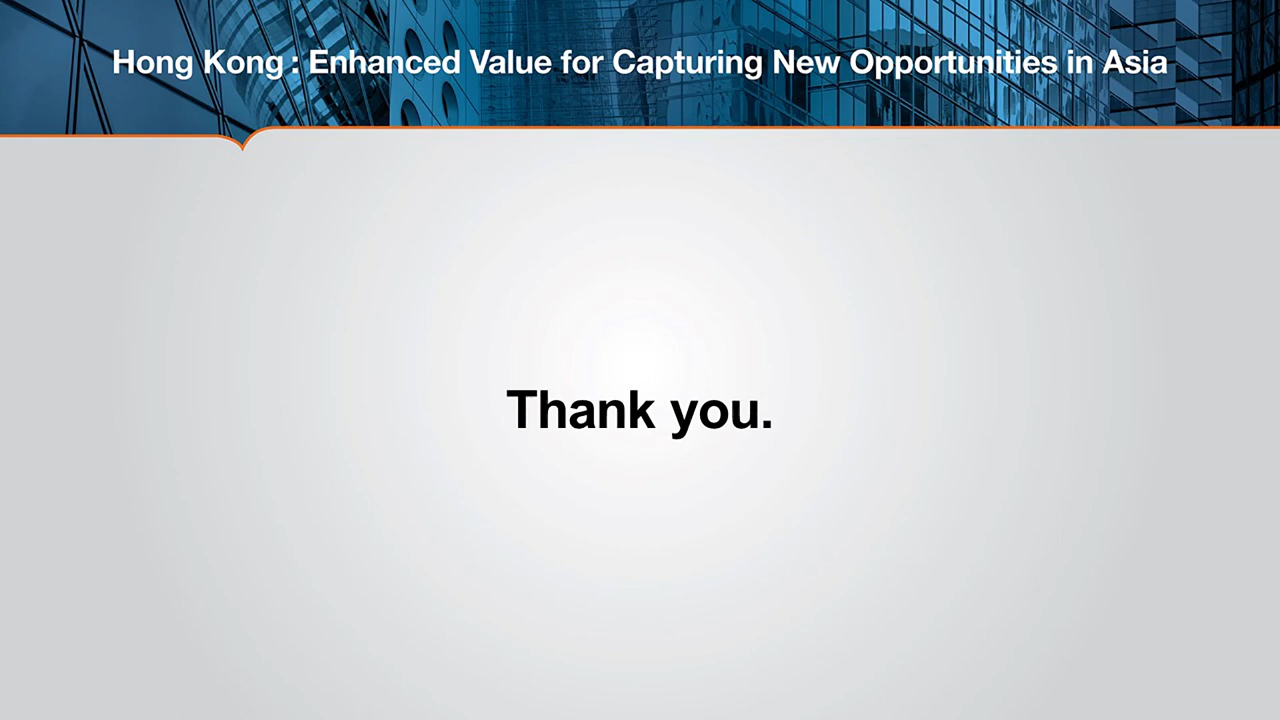 Hong Kong : Enhanced Value for Capturing New Opportunities in Asia
Thank you.